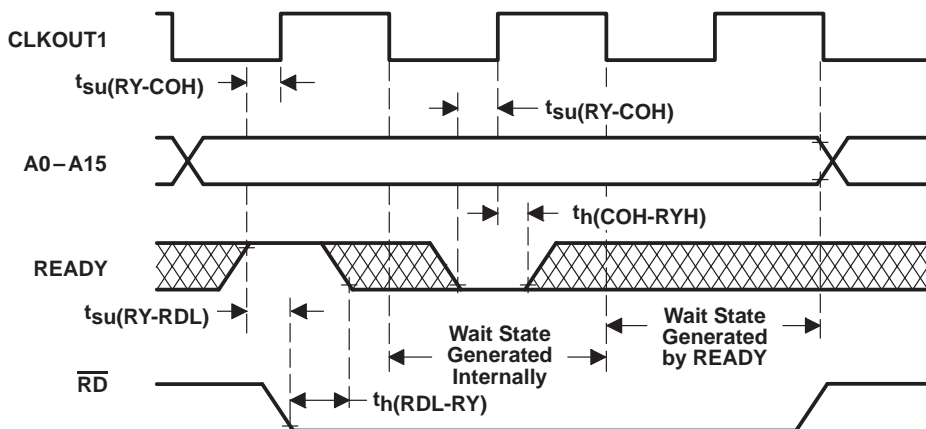 CLKOUT1
tsu(RY-COH)
tsu(RY-COH)
A0–A15
th(COH-RYH)
READY
tsu(RY-RDL)
Wait State
Generated
Internally
Wait State
Generated
by READY
RD
th(RDL-RY)